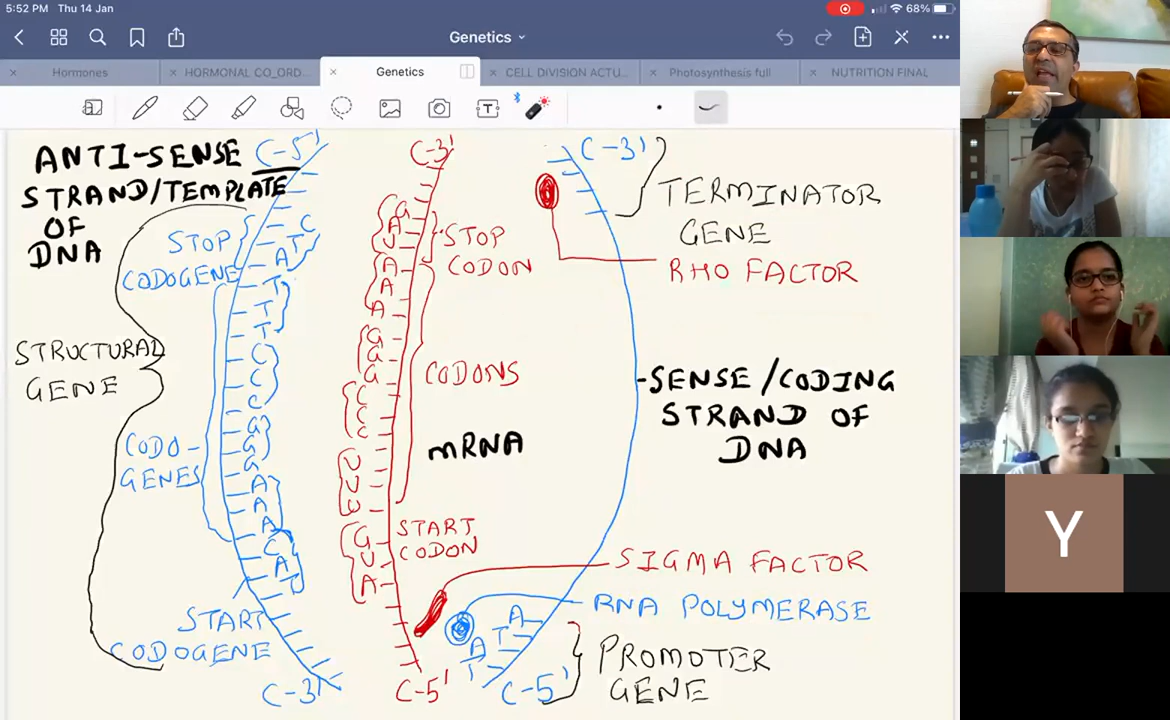 5:52 PM Thu 14 Jan
68%
Genetics
Hormones
HORMONAL CO_ORD...
Genetics
CELL DIVISION ACTU...
Photosynthesis full
NUTRITION FINAL
ANTI-SENSE
STRAND/TEMPLATE
OF
DNA
C-5'
C-3'
C-3'
TERMINATOR
GENE
RHO FACTOR
STOP
CODOGENE
C
T
A
T
T
T
C
C
C
G
G
G
A
A
A
C
A
T
G
A
U
A
A
A
G
G
G
C
C
C
U
U
U
G
U
A
STOP
CODON
CODONS
mRNA
START
CODON
STRUCTURAL
GENE
CODO-
GENES
START
CODOGENE
-SENSE/CODING
STRAND OF
DNA
SIGMA FACTOR
RNA POLYMERASE
A
T
A
T
PROMOTER
GENE
C-3'
C-5'
C-5'
Y